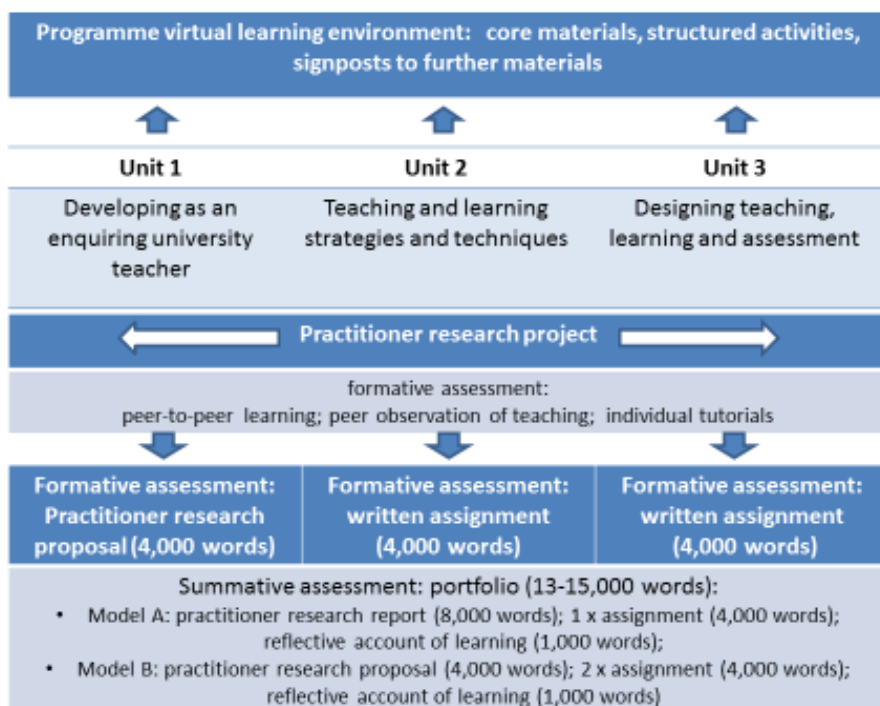 Programme virtual learning environment: core materials, structured activities,
signposts to further materials
Unit 1
Unit 2
Unit 3
Developing as an
enquiring university
teacher
Teaching and learning
strategies and techniques
Designing teaching,
learning and assessment
Practitioner research project
formative assessment:
peer-to-peer learning; peer observation of teaching; individual tutorials
Formative assessment:
Practitioner research
proposal (4,000 words)
Formative assessment:
written assignment
(4,000 words)
Formative assessment:
written assignment
(4,000 words)
Summative assessment: portfolio (13-15,000 words):
• Model A: practitioner research report (8,000 words); 1 x assignment (4,000 words);
reflective account of learning (1,000 words);
• Model B: practitioner research proposal (4,000 words); 2 x assignment (4,000 words);
reflective account of learning (1,000 words)